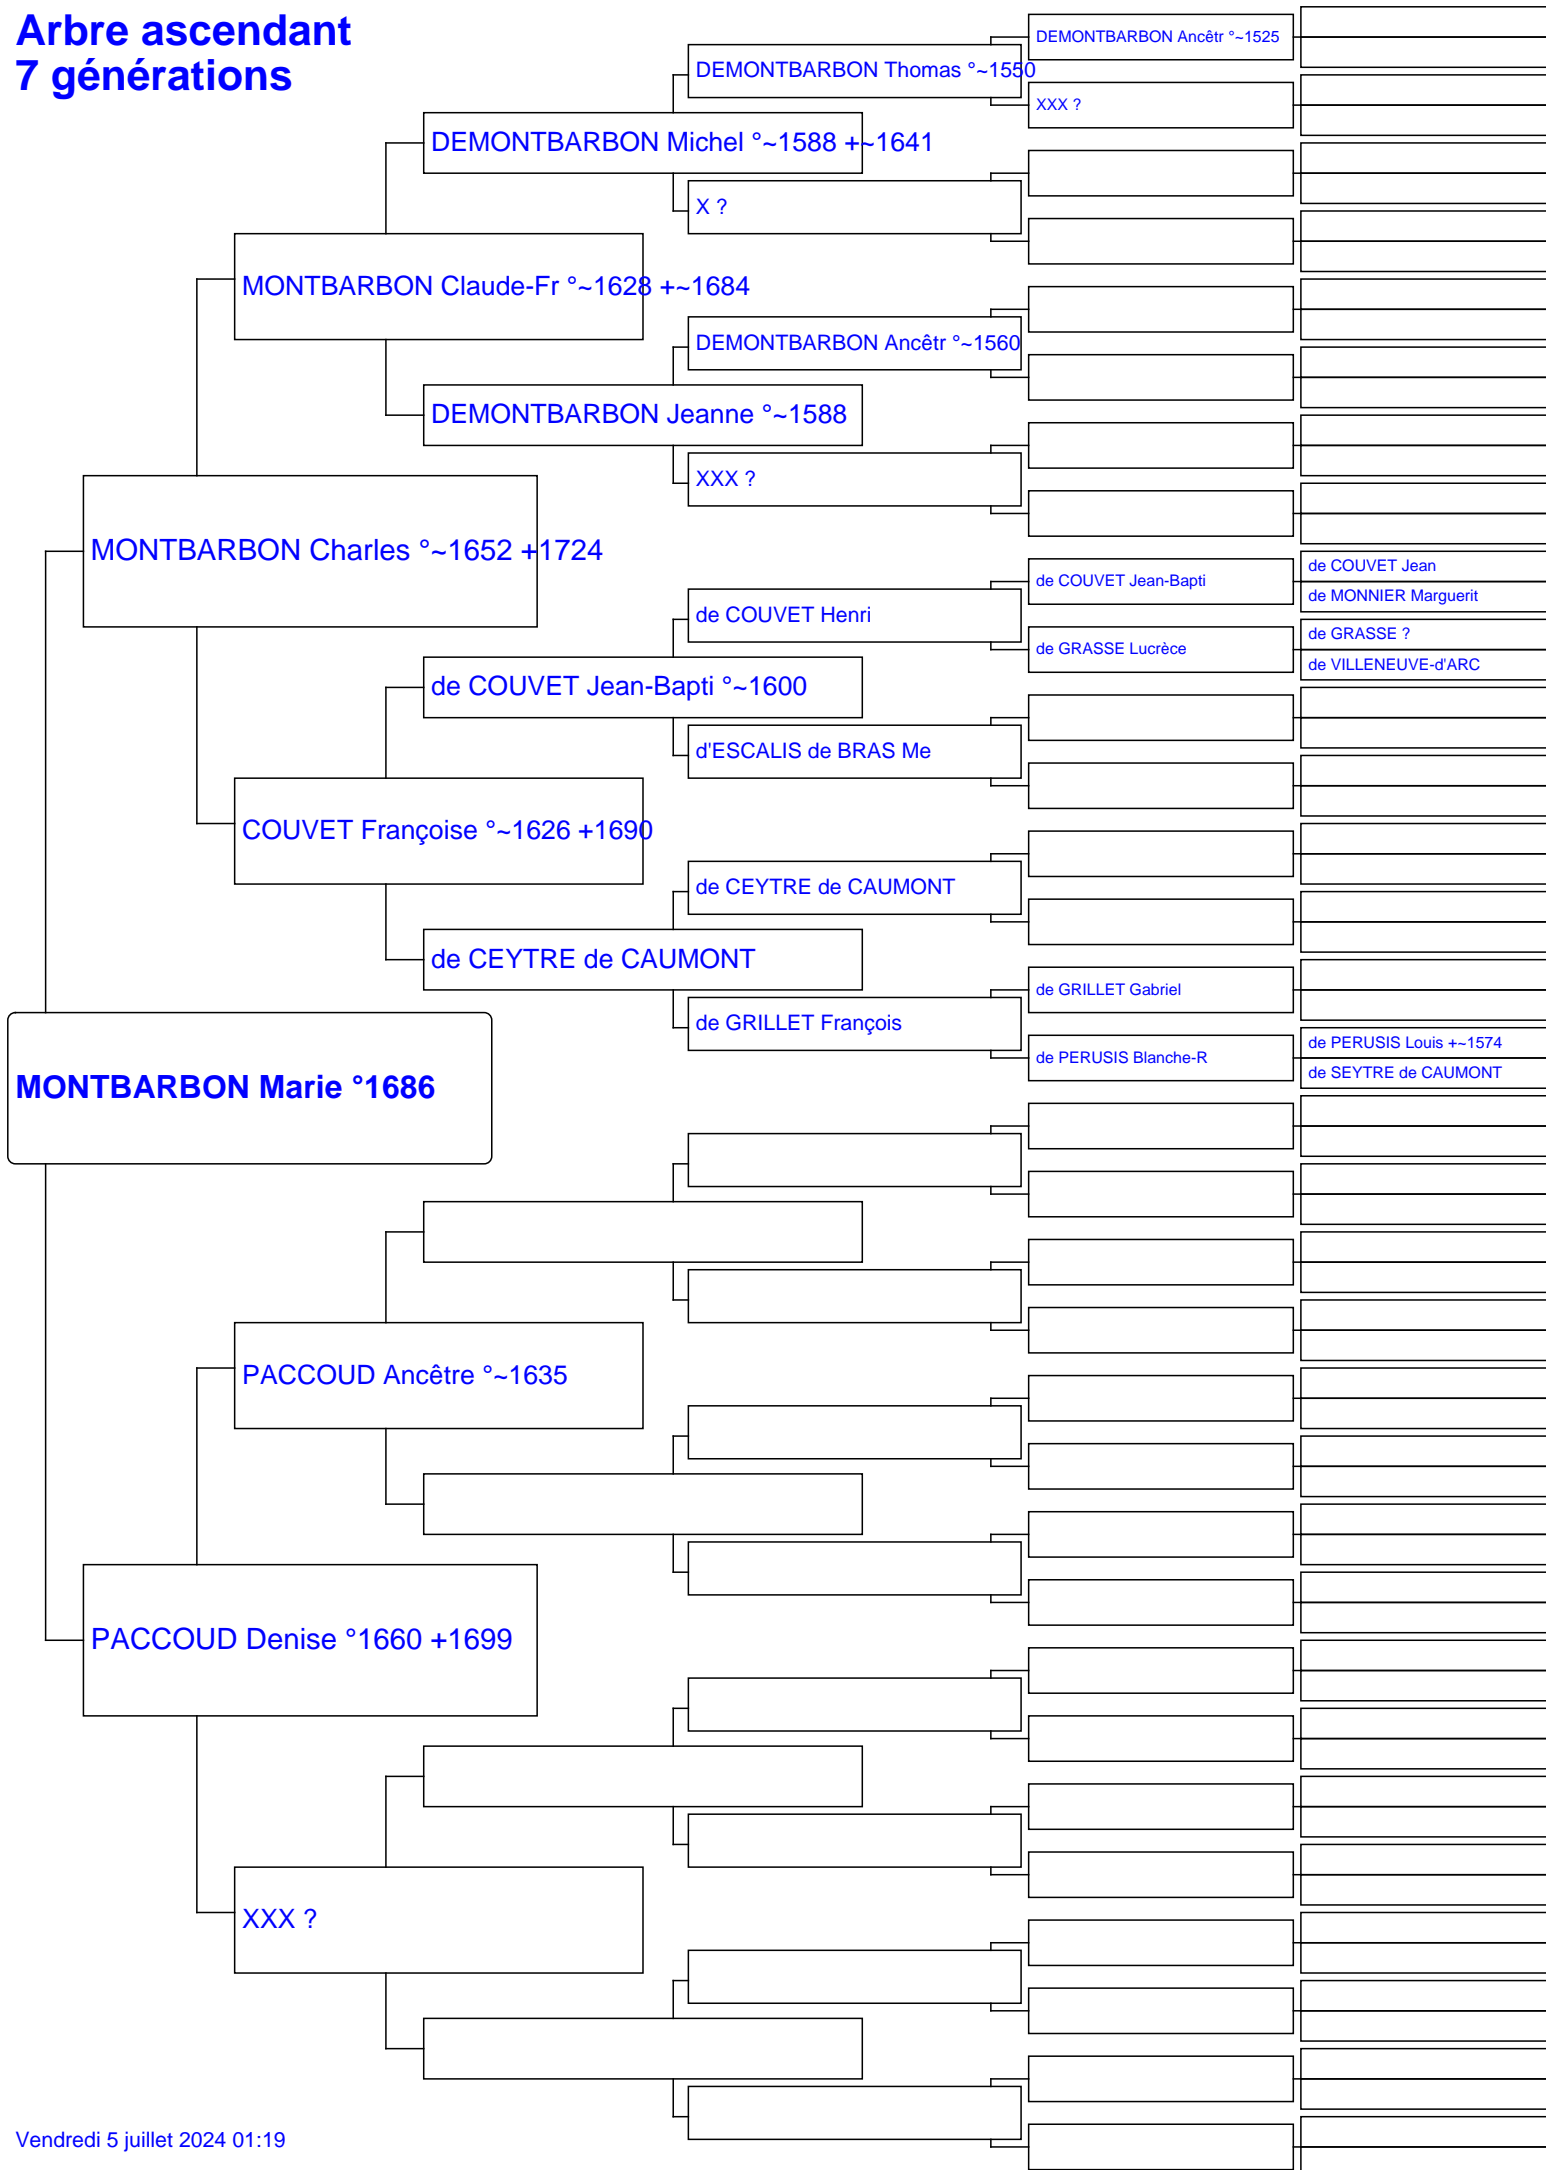 Arbre ascendant
7 générations
DEMONTBARBON Ancêtr °~1525
DEMONTBARBON Thomas °~1550
XXX ?
DEMONTBARBON Michel °~1588 +~1641
X ?
MONTBARBON Claude-Fr °~1628 +~1684
DEMONTBARBON Ancêtr °~1560
DEMONTBARBON Jeanne °~1588
XXX ?
MONTBARBON Charles °~1652 +1724
de COUVET Jean
de COUVET Jean-Bapti
de MONNIER Marguerit
de COUVET Henri
de GRASSE ?
de GRASSE Lucrèce
de VILLENEUVE-d'ARC
de COUVET Jean-Bapti °~1600
d'ESCALIS de BRAS Me
COUVET Françoise °~1626 +1690
de CEYTRE de CAUMONT
de CEYTRE de CAUMONT
de GRILLET Gabriel
de GRILLET François
de PERUSIS Louis +~1574
de PERUSIS Blanche-R
de SEYTRE de CAUMONT
MONTBARBON Marie °1686
PACCOUD Ancêtre °~1635
PACCOUD Denise °1660 +1699
XXX ?
Vendredi 5 juillet 2024 01:19